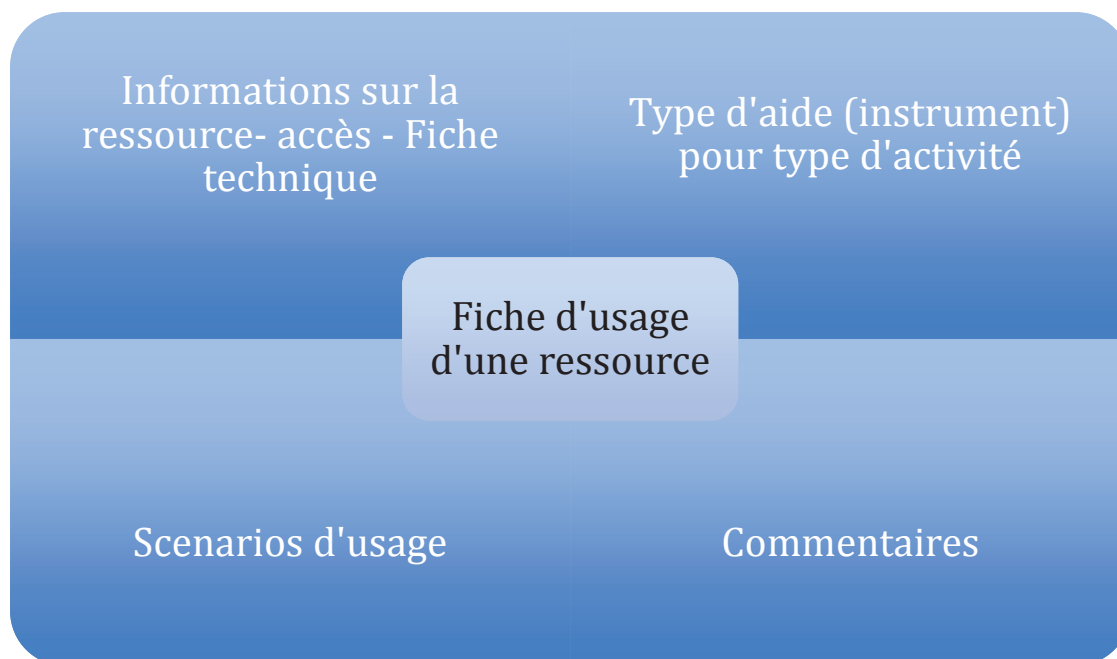 Informations sur la
ressource- accès - Fiche
technique
Type d'aide (instrument)
pour type d'activité
Fiche d'usage
d'une ressource
Scenarios d'usage
Commentaires